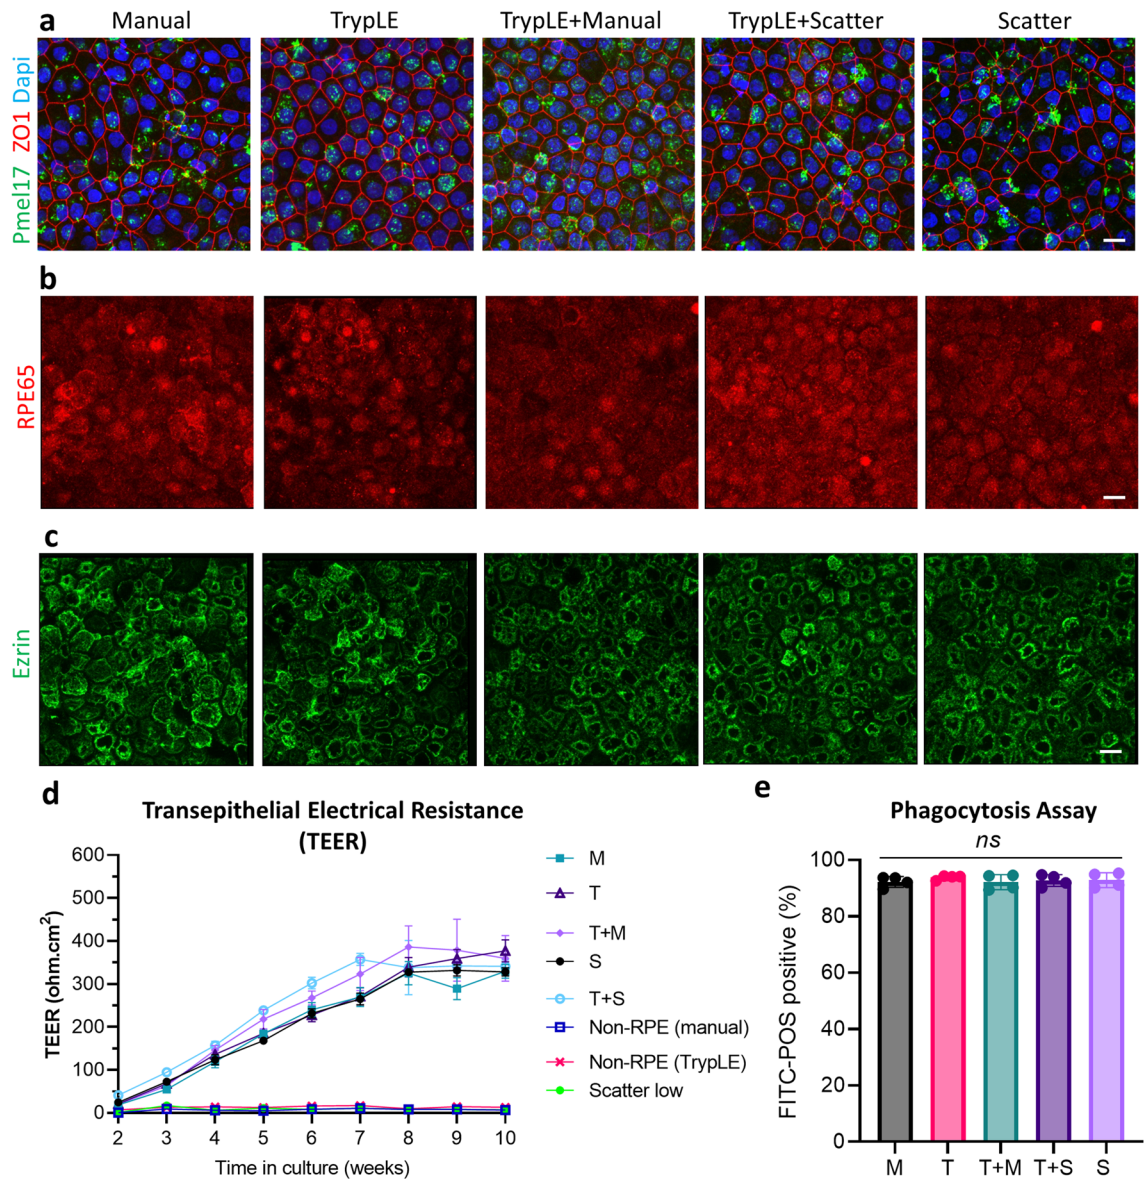 a
Manual
TrypLE
TrypLE+Manual
TrypLE+Scatter
Scatter
Pmel17 ZO1 Dapi
b
RPE65
c
Ezrin
d
Transepithelial Electrical Resistance
(TEER)
TEER (ohm.cm²)
600
500
400
300
200
100
0
2 3 4 5 6 7 8 9 10
Time in culture (weeks)
M
T
T+M
S
T+S
Non-RPE (manual)
Non-RPE (TrypLE)
Scatter low
e
Phagocytosis Assay
ns
FITC-POS positive (%)
100
80
60
40
20
0
M T T+M T+S S